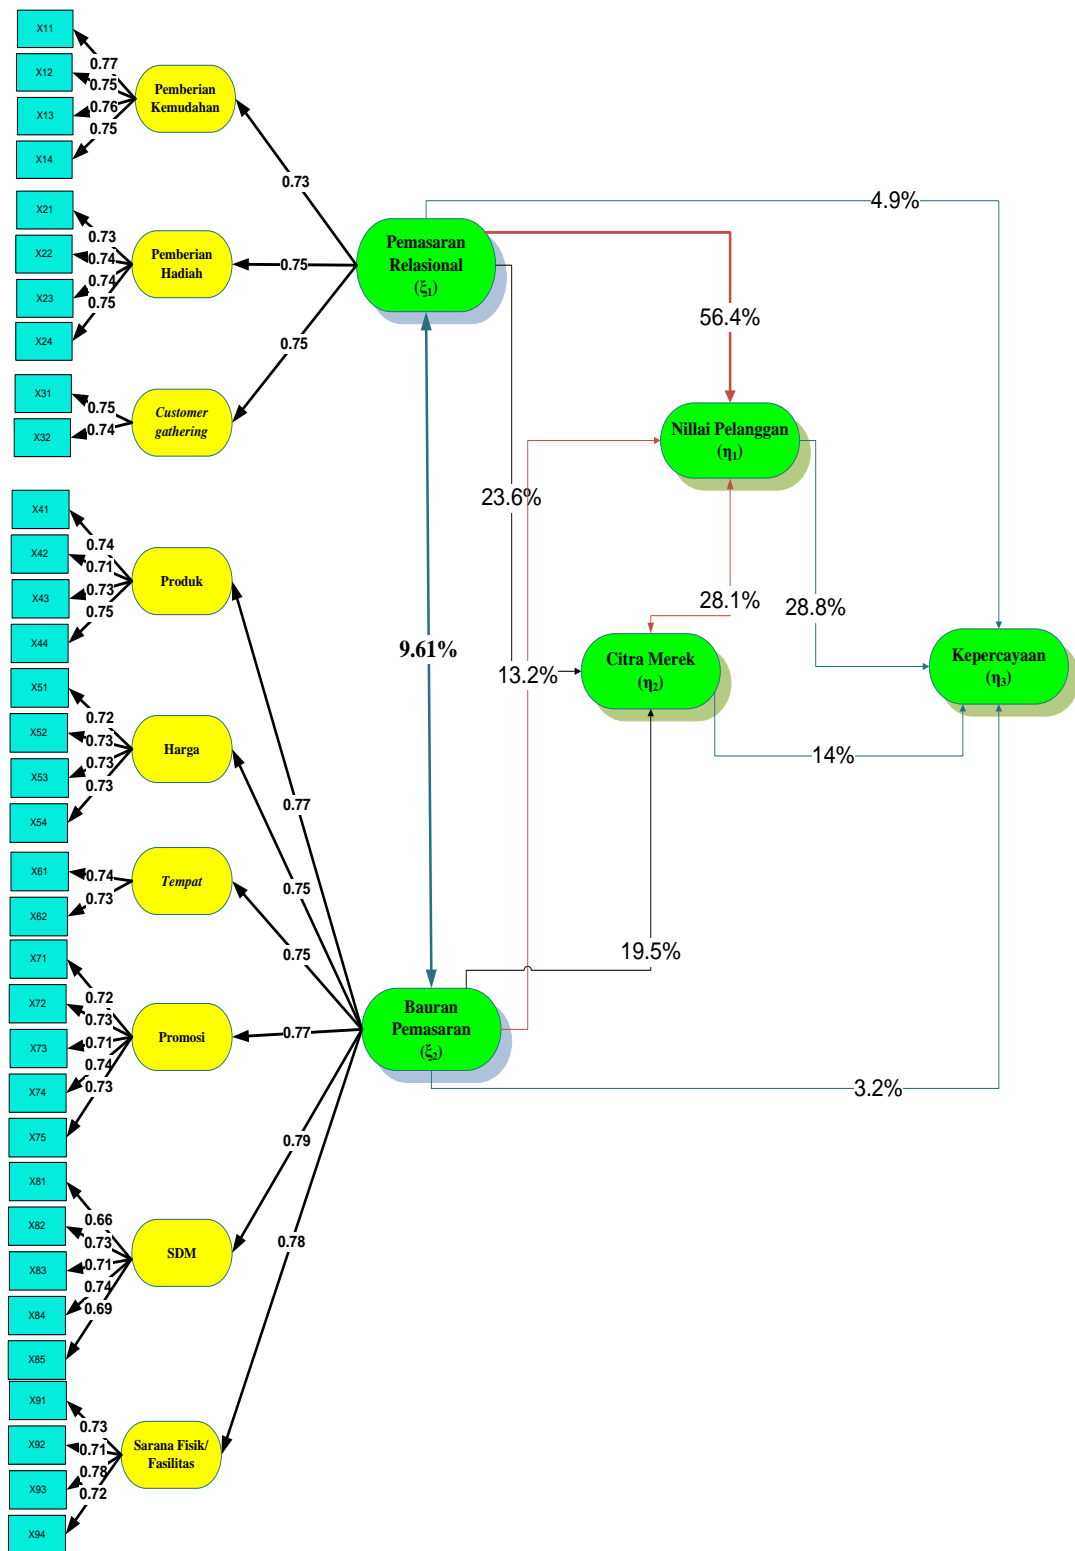 X11
X12
X13
X14
0.77
0.75
0.76
0.75
Pemberian
Kemudahan
0.73
X21
X22
X23
X24
0.73
0.74
0.74
0.75
Pemberian
Hadiah
0.75
X31
X32
0.75
0.74
Customer
gathering
0.75
Pemasaran
Relasional
(ξ1)
4.9%
56.4%
Nillai Pelanggan
(η1)
23.6%
28.1%
28.8%
9.61%
13.2%
Citra Merek
(η2)
Kepercayaan
(η3)
14%
X41
X42
X43
X44
0.74
0.71
0.73
0.75
Produk
0.77
X51
X52
X53
X54
0.72
0.73
0.73
0.73
Harga
0.75
X61
X62
0.74
0.73
Tempat
0.75
19.5%
X71
X72
X73
X74
X75
0.72
0.73
0.71
0.74
0.73
Promosi
0.77
Bauran
Pemasaran
(ξ2)
3.2%
X81
X82
X83
X84
X85
0.66
0.73
0.71
0.74
0.69
SDM
0.79
X91
X92
X93
X94
0.73
0.71
0.78
0.72
Sarana Fisik/
Fasilitas
0.78